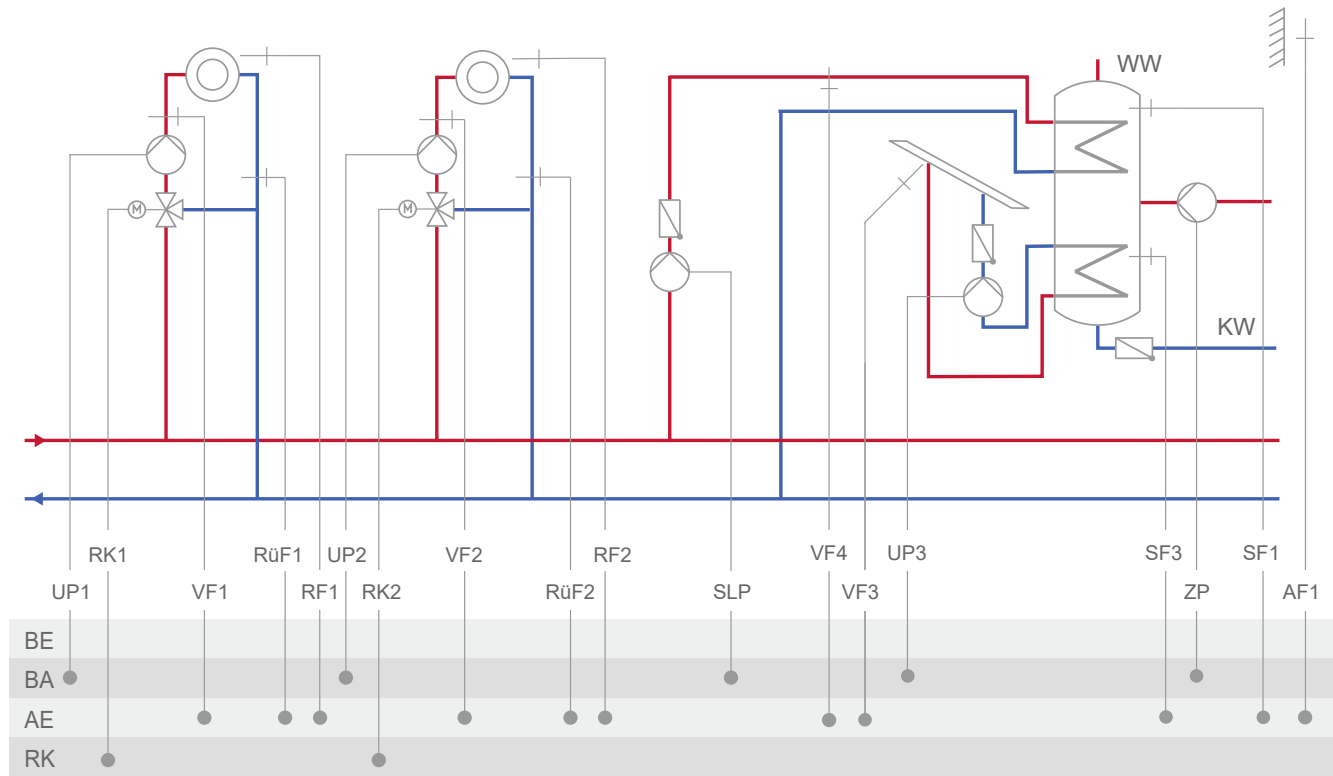 WW
M
M
KW
RK1
RüF1
UP2
VF2
RF2
VF4
UP3
SF3
SF1
UP1
VF1
RF1
RK2
RüF2
SLP
VF3
ZP
AF1
BE
BA
AE
RK